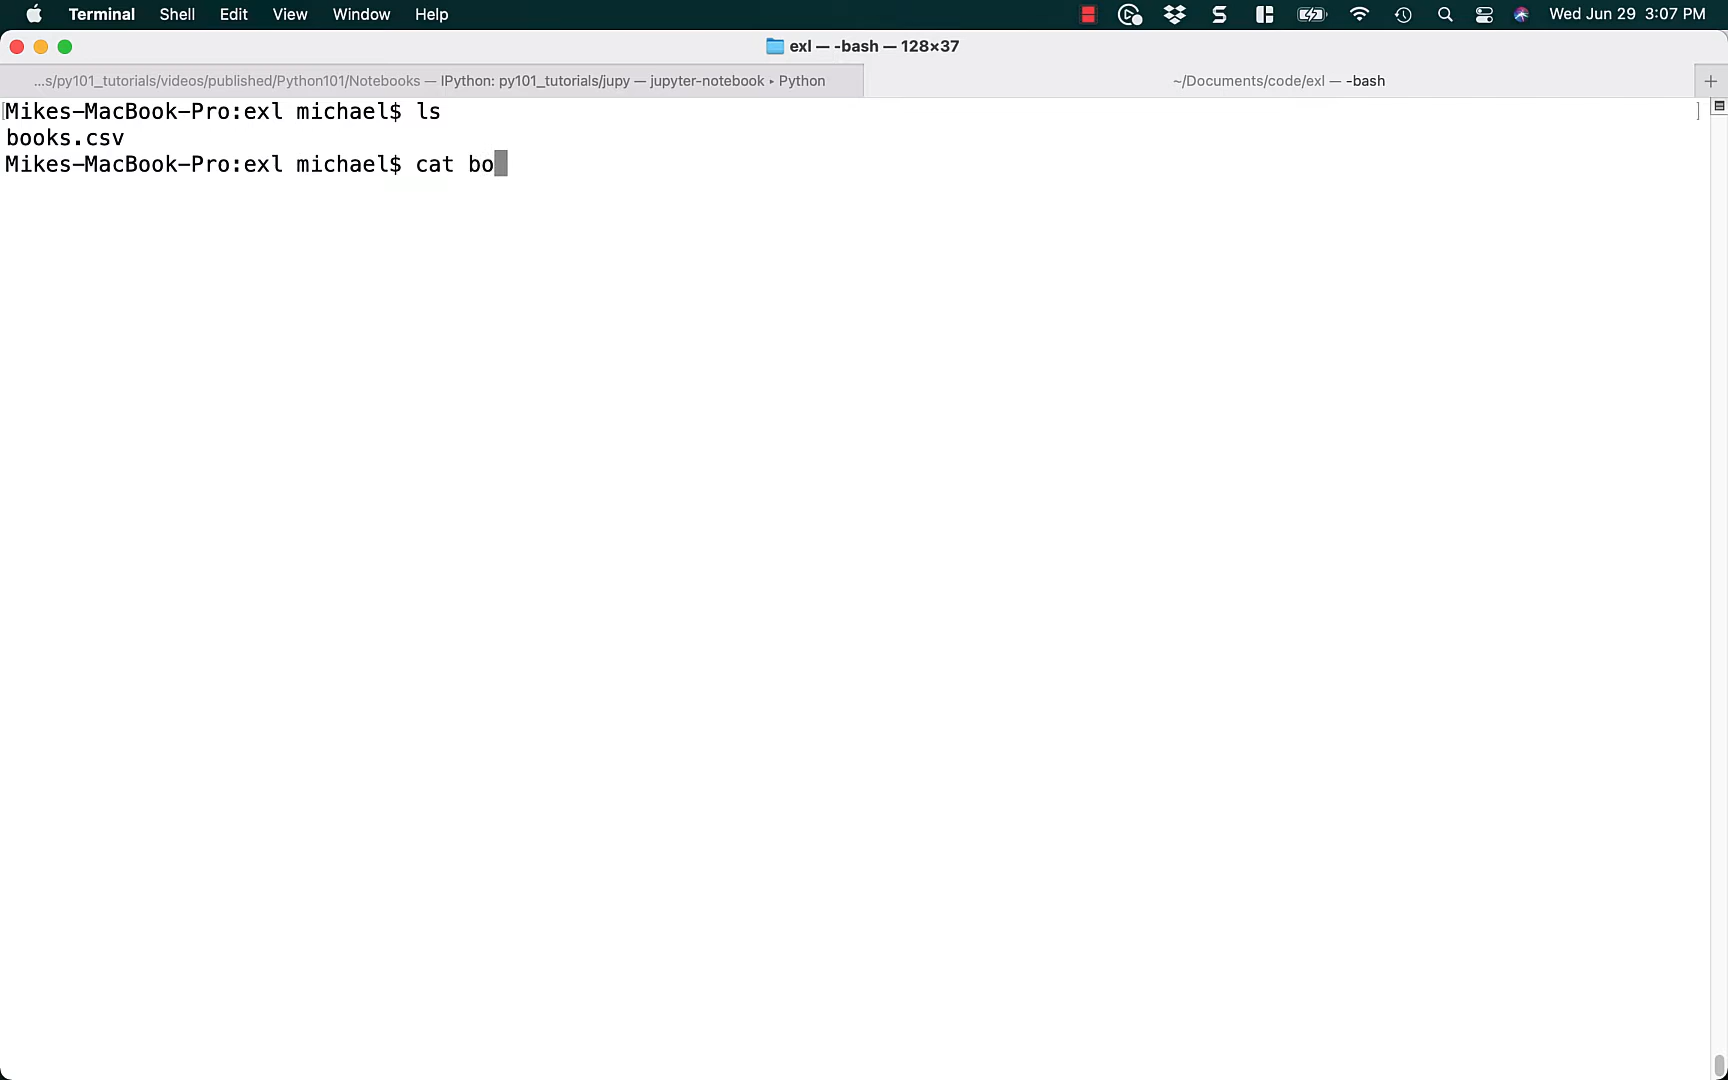 Terminal Shell Edit View Window Help Wed Jun 29 3:07 PM
exl — -bash — 128×37
...s/py101_tutorials/videos/published/Python101/Notebooks — IPython: py101_tutorials/jupy — jupyter-notebook ▸ Python ~/Documents/code/exl — -bash +
Mikes-MacBook-Pro:exl michael$ ls
books.csv
Mikes-MacBook-Pro:exl michael$ cat bo